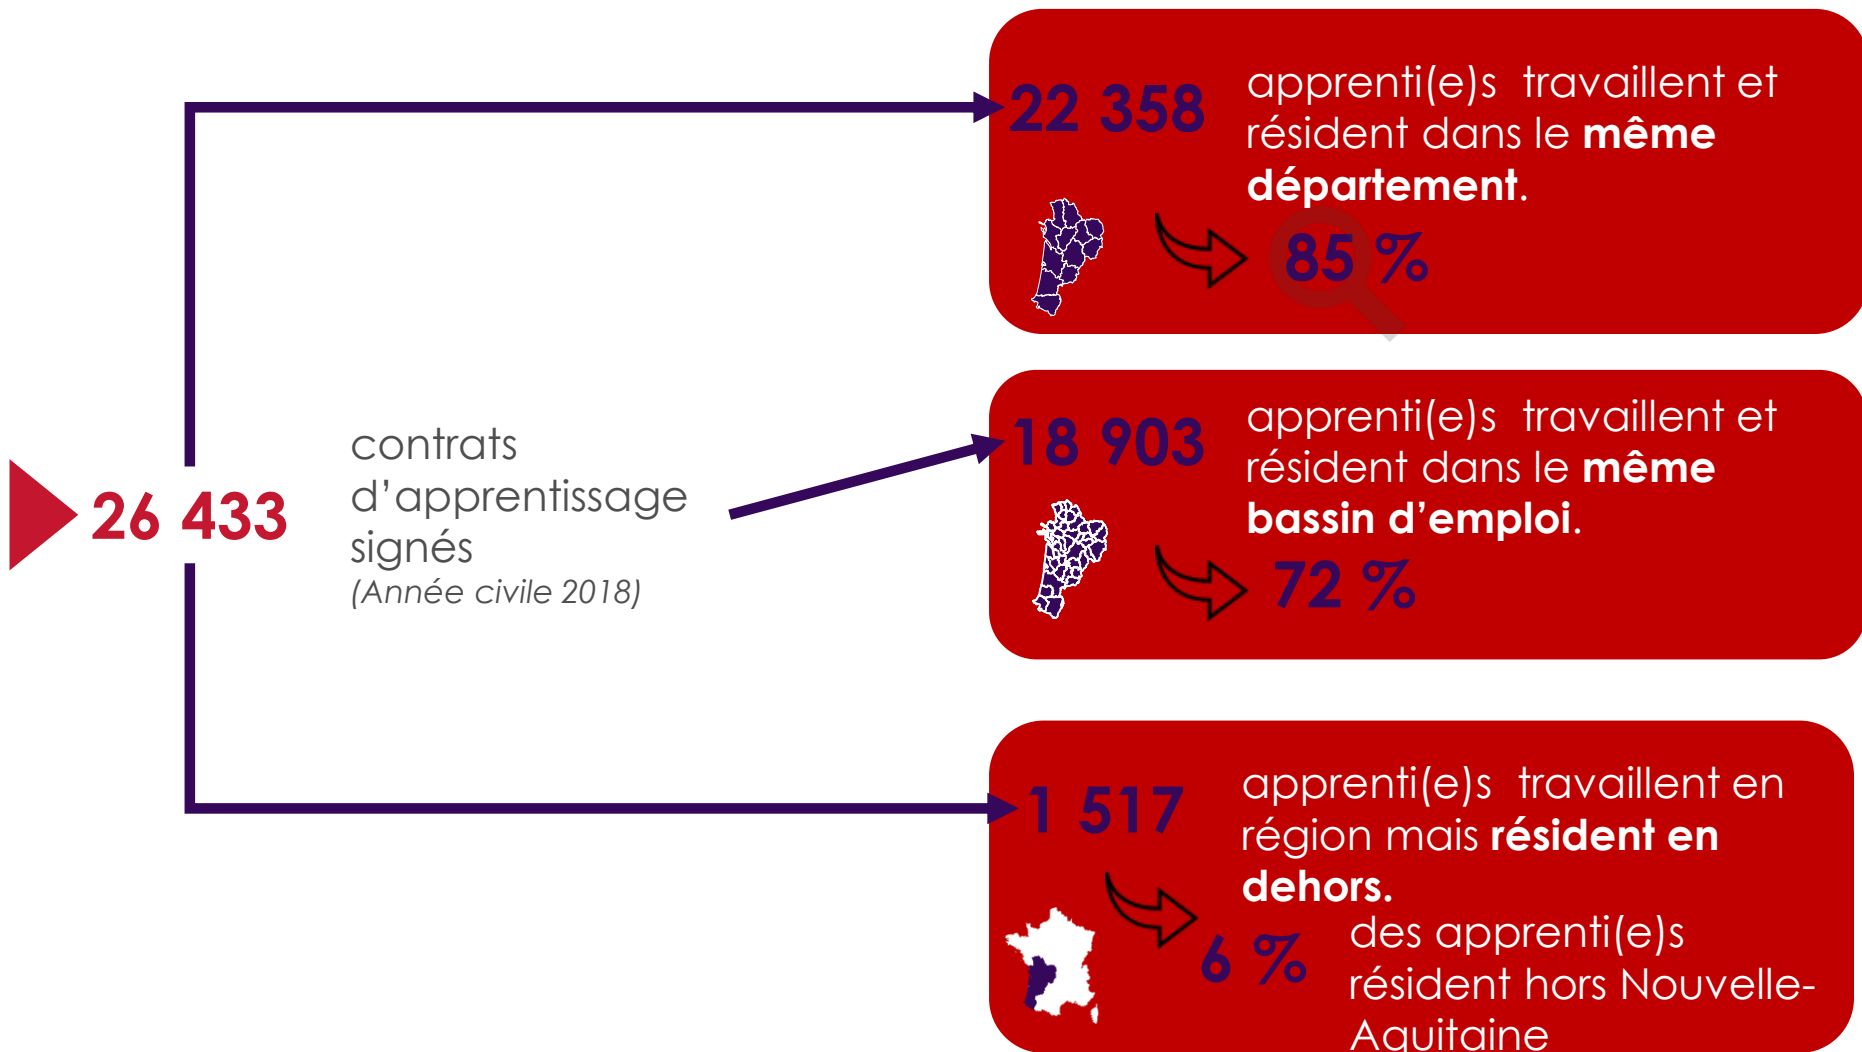 26 433
contrats
d’apprentissage
signés
(Année civile 2018)
22 358
apprenti(e)s travaillent et
résident dans le même
département.
85 %
18 903
apprenti(e)s travaillent et
résident dans le même
bassin d’emploi.
72 %
1 517
apprenti(e)s travaillent en
région mais résident en
dehors.
6 %
des apprenti(e)s
résident hors Nouvelle-
Aquitaine